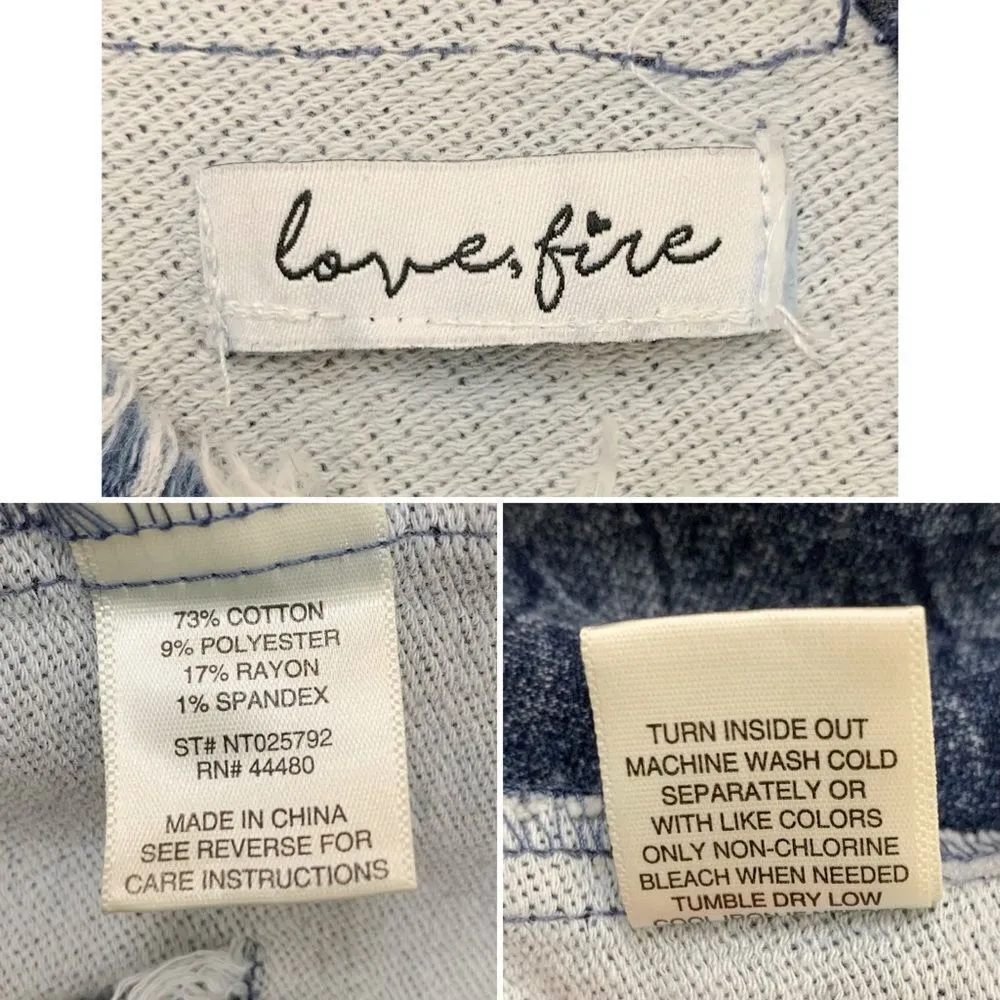 love, fire
73% COTTON
9% POLYESTER
17% RAYON
1% SPANDEX
ST# NT025792
RN# 44480
MADE IN CHINA
SEE REVERSE FOR
CARE INSTRUCTIONS
TURN INSIDE OUT
MACHINE WASH COLD
SEPARATELY OR
WITH LIKE COLORS
ONLY NON-CHLORINE
BLEACH WHEN NEEDED
TUMBLE DRY LOW